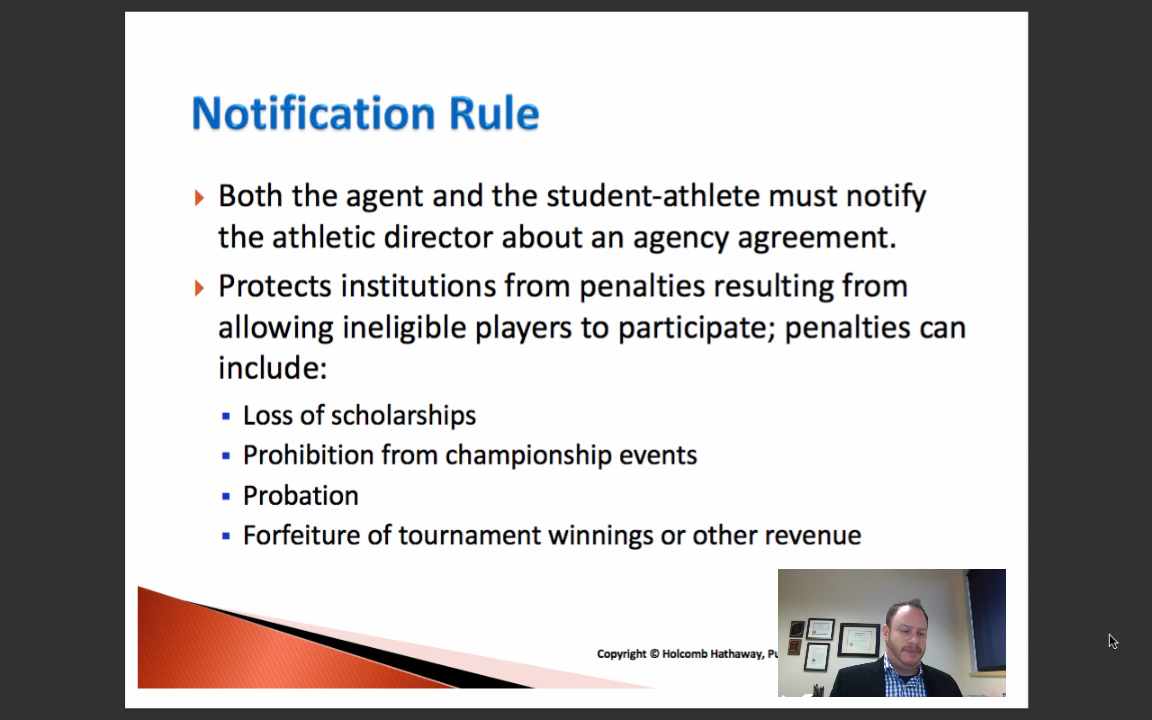 Notification Rule
Both the agent and the student-athlete must notify
the athletic director about an agency agreement.
Protects institutions from penalties resulting from
allowing ineligible players to participate; penalties can
include:
Loss of scholarships
Prohibition from championship events
Probation
Forfeiture of tournament winnings or other revenue
Copyright © Holcomb Hathaway,